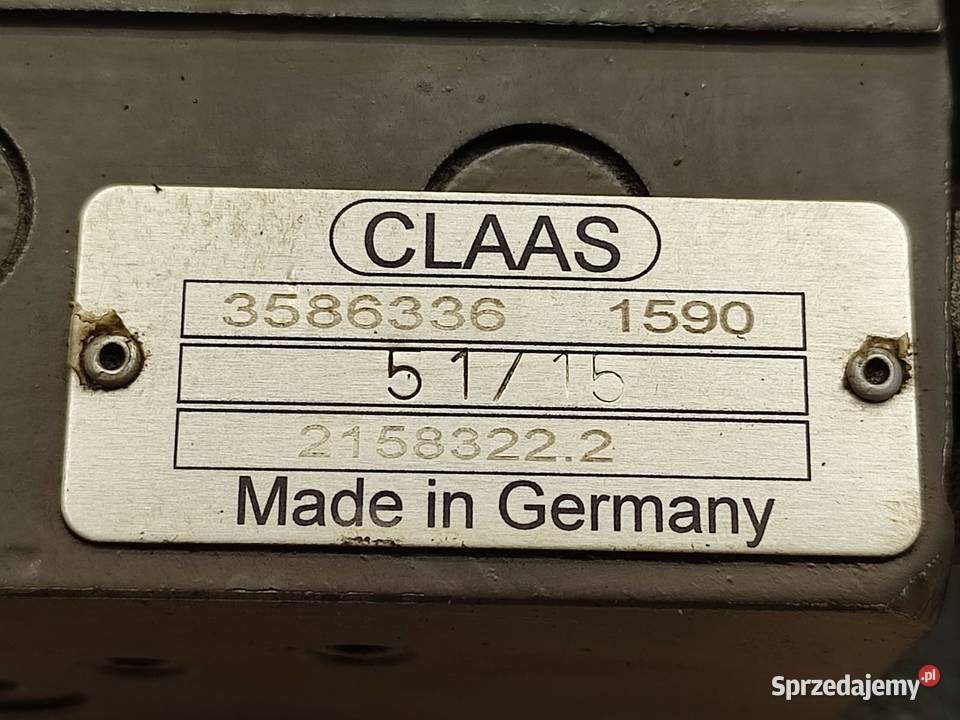 CLAAS
3586336 1590
51/15
2158322.2
Made in Germany
Sprzedajemy.pl